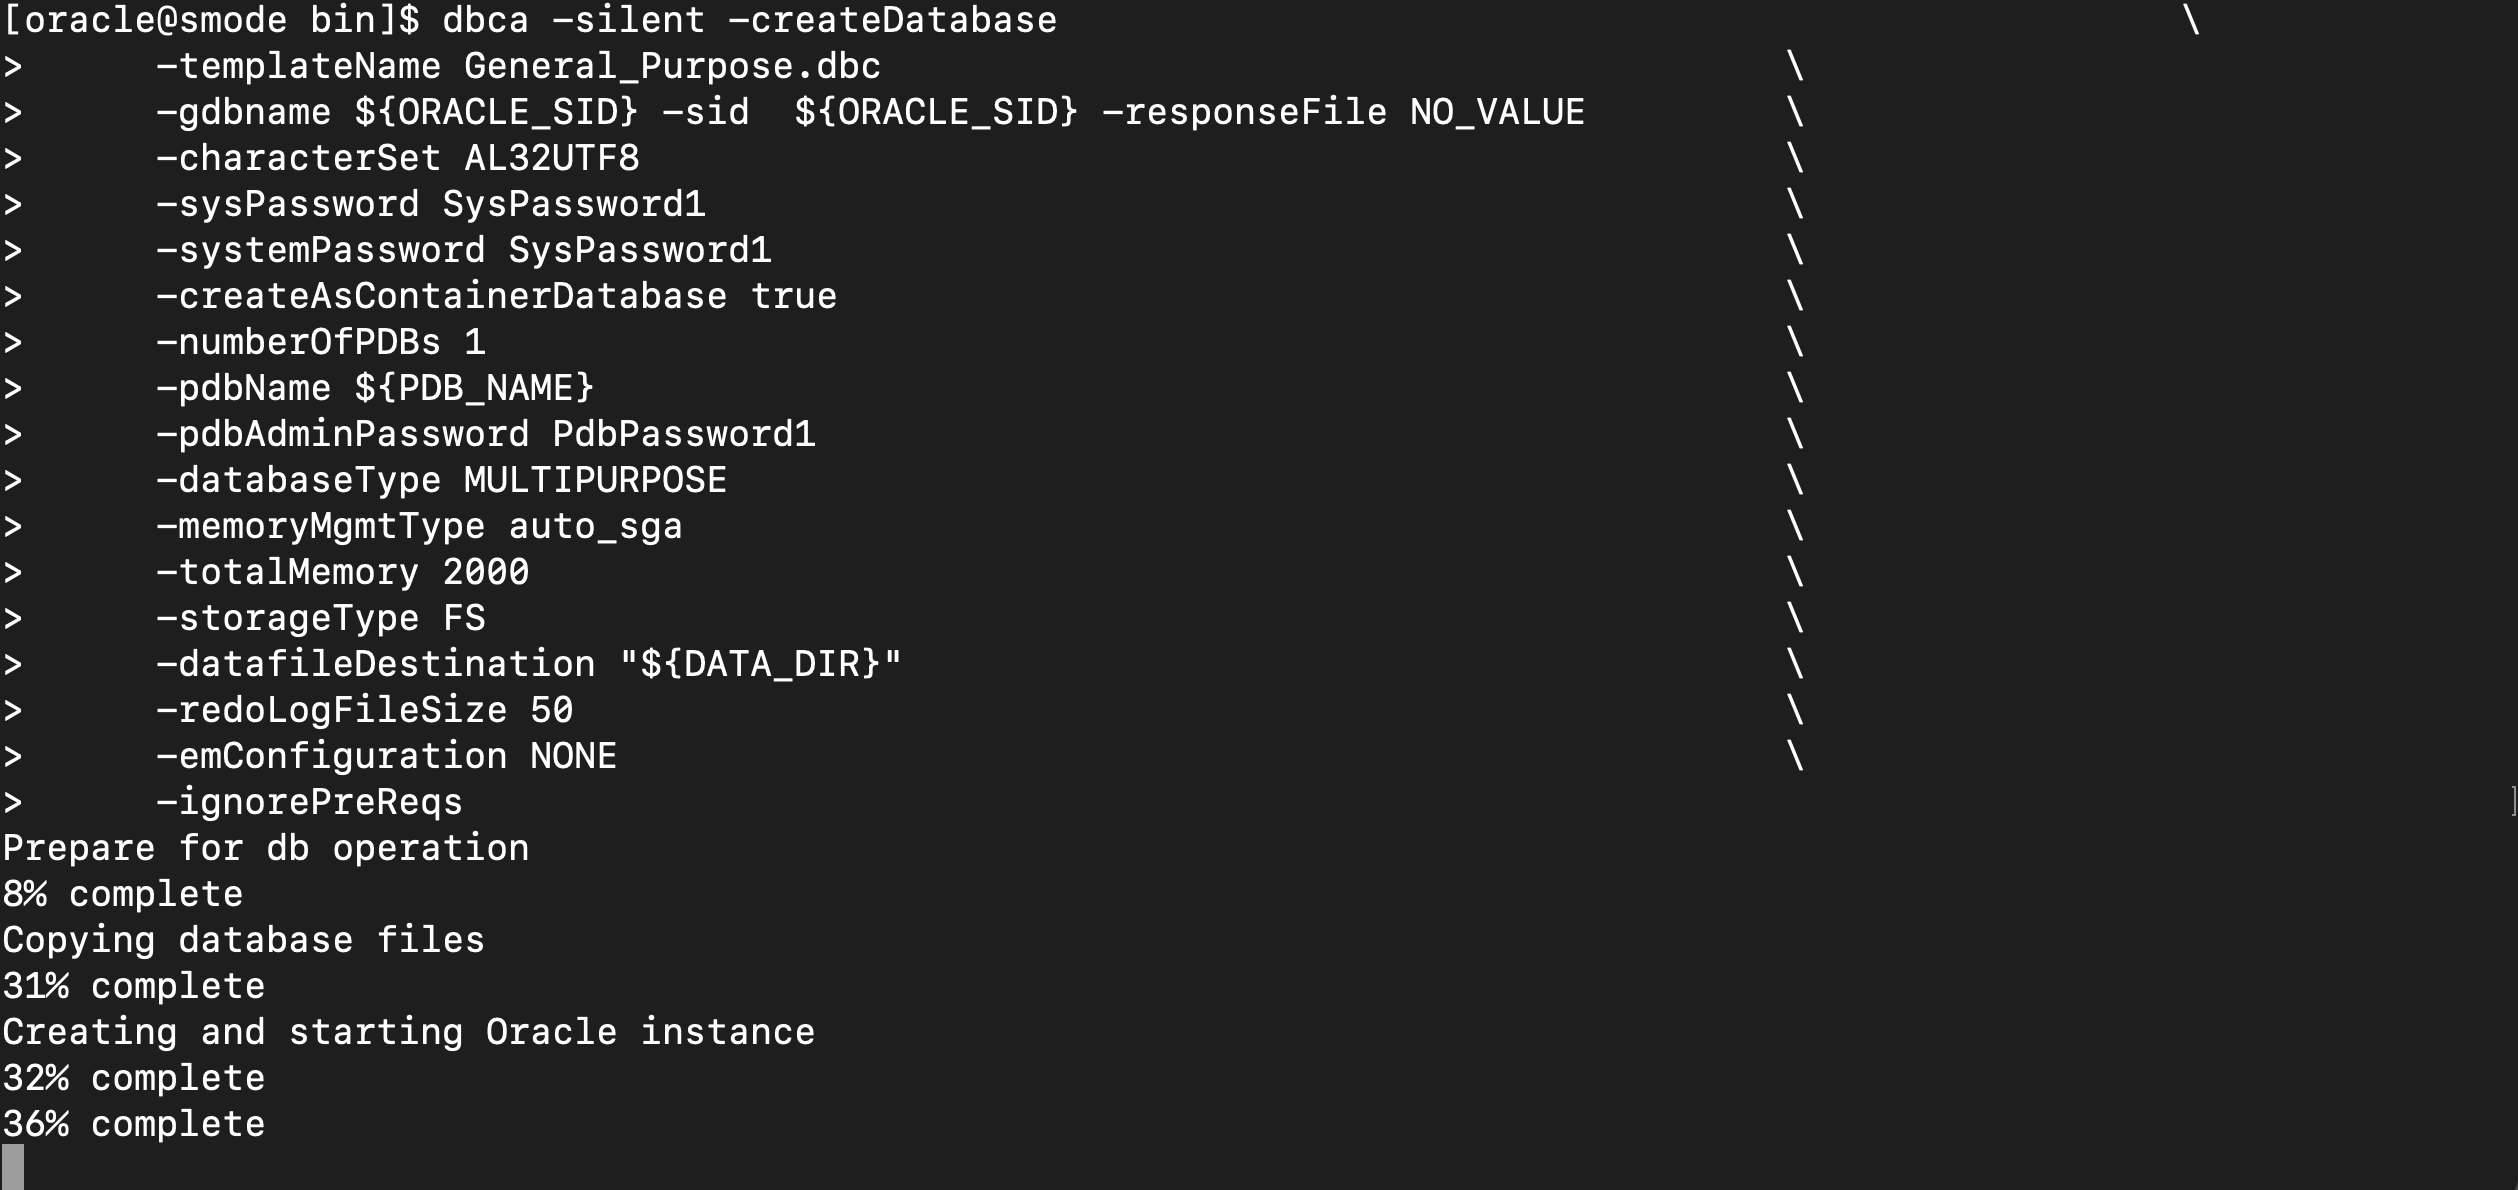 [oracle@smode bin]$ dbca -silent -createDatabase \
> -templateName General_Purpose.dbc \
> -gdbname ${ORACLE_SID} -sid  ${ORACLE_SID} -responseFile NO_VALUE \
> -characterSet AL32UTF8 \
> -sysPassword SysPassword1 \
> -systemPassword SysPassword1 \
> -createAsContainerDatabase true \
> -numberOfPDBs 1 \
> -pdbName ${PDB_NAME} \
> -pdbAdminPassword PdbPassword1 \
> -databaseType MULTIPURPOSE \
> -memoryMgmtType auto_sga \
> -totalMemory 2000 \
> -storageType FS \
> -datafileDestination "${DATA_DIR}" \
> -redoLogFileSize 50 \
> -emConfiguration NONE \
> -ignorePreReqs ]
Prepare for db operation
8% complete
Copying database files
31% complete
Creating and starting Oracle instance
32% complete
36% complete